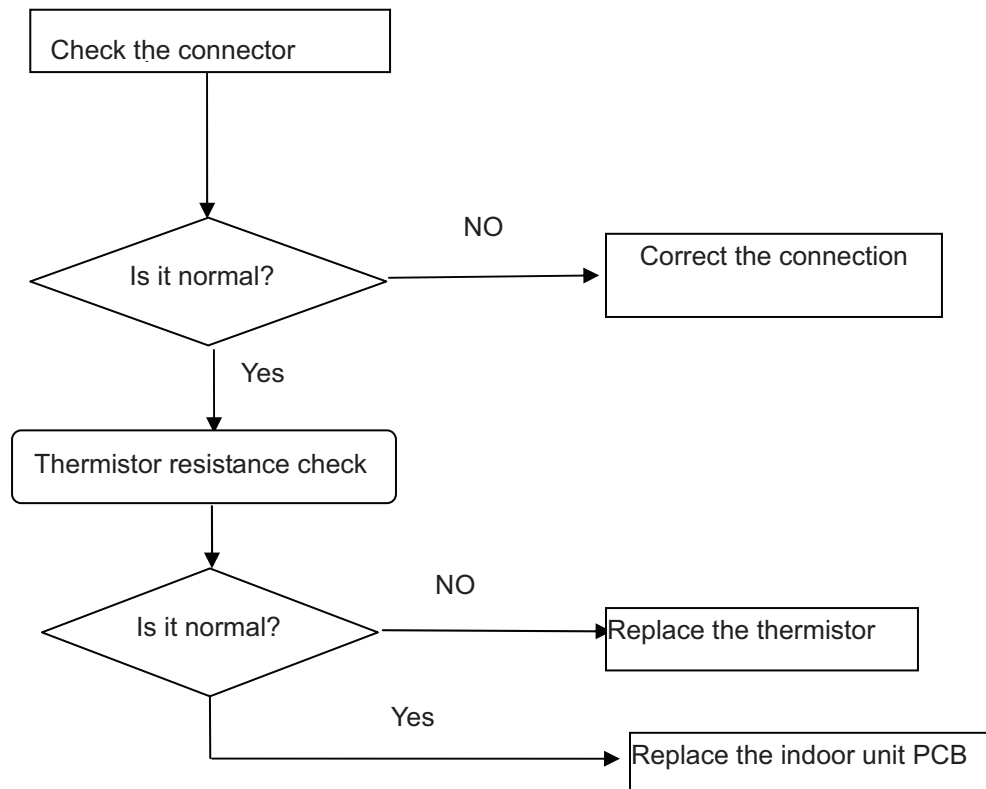 Check the connector
NO
Is it normal?
Correct the connection
Yes
Thermistor resistance check
NO
Is it normal?
Replace the thermistor
Yes
Replace the indoor unit PCB